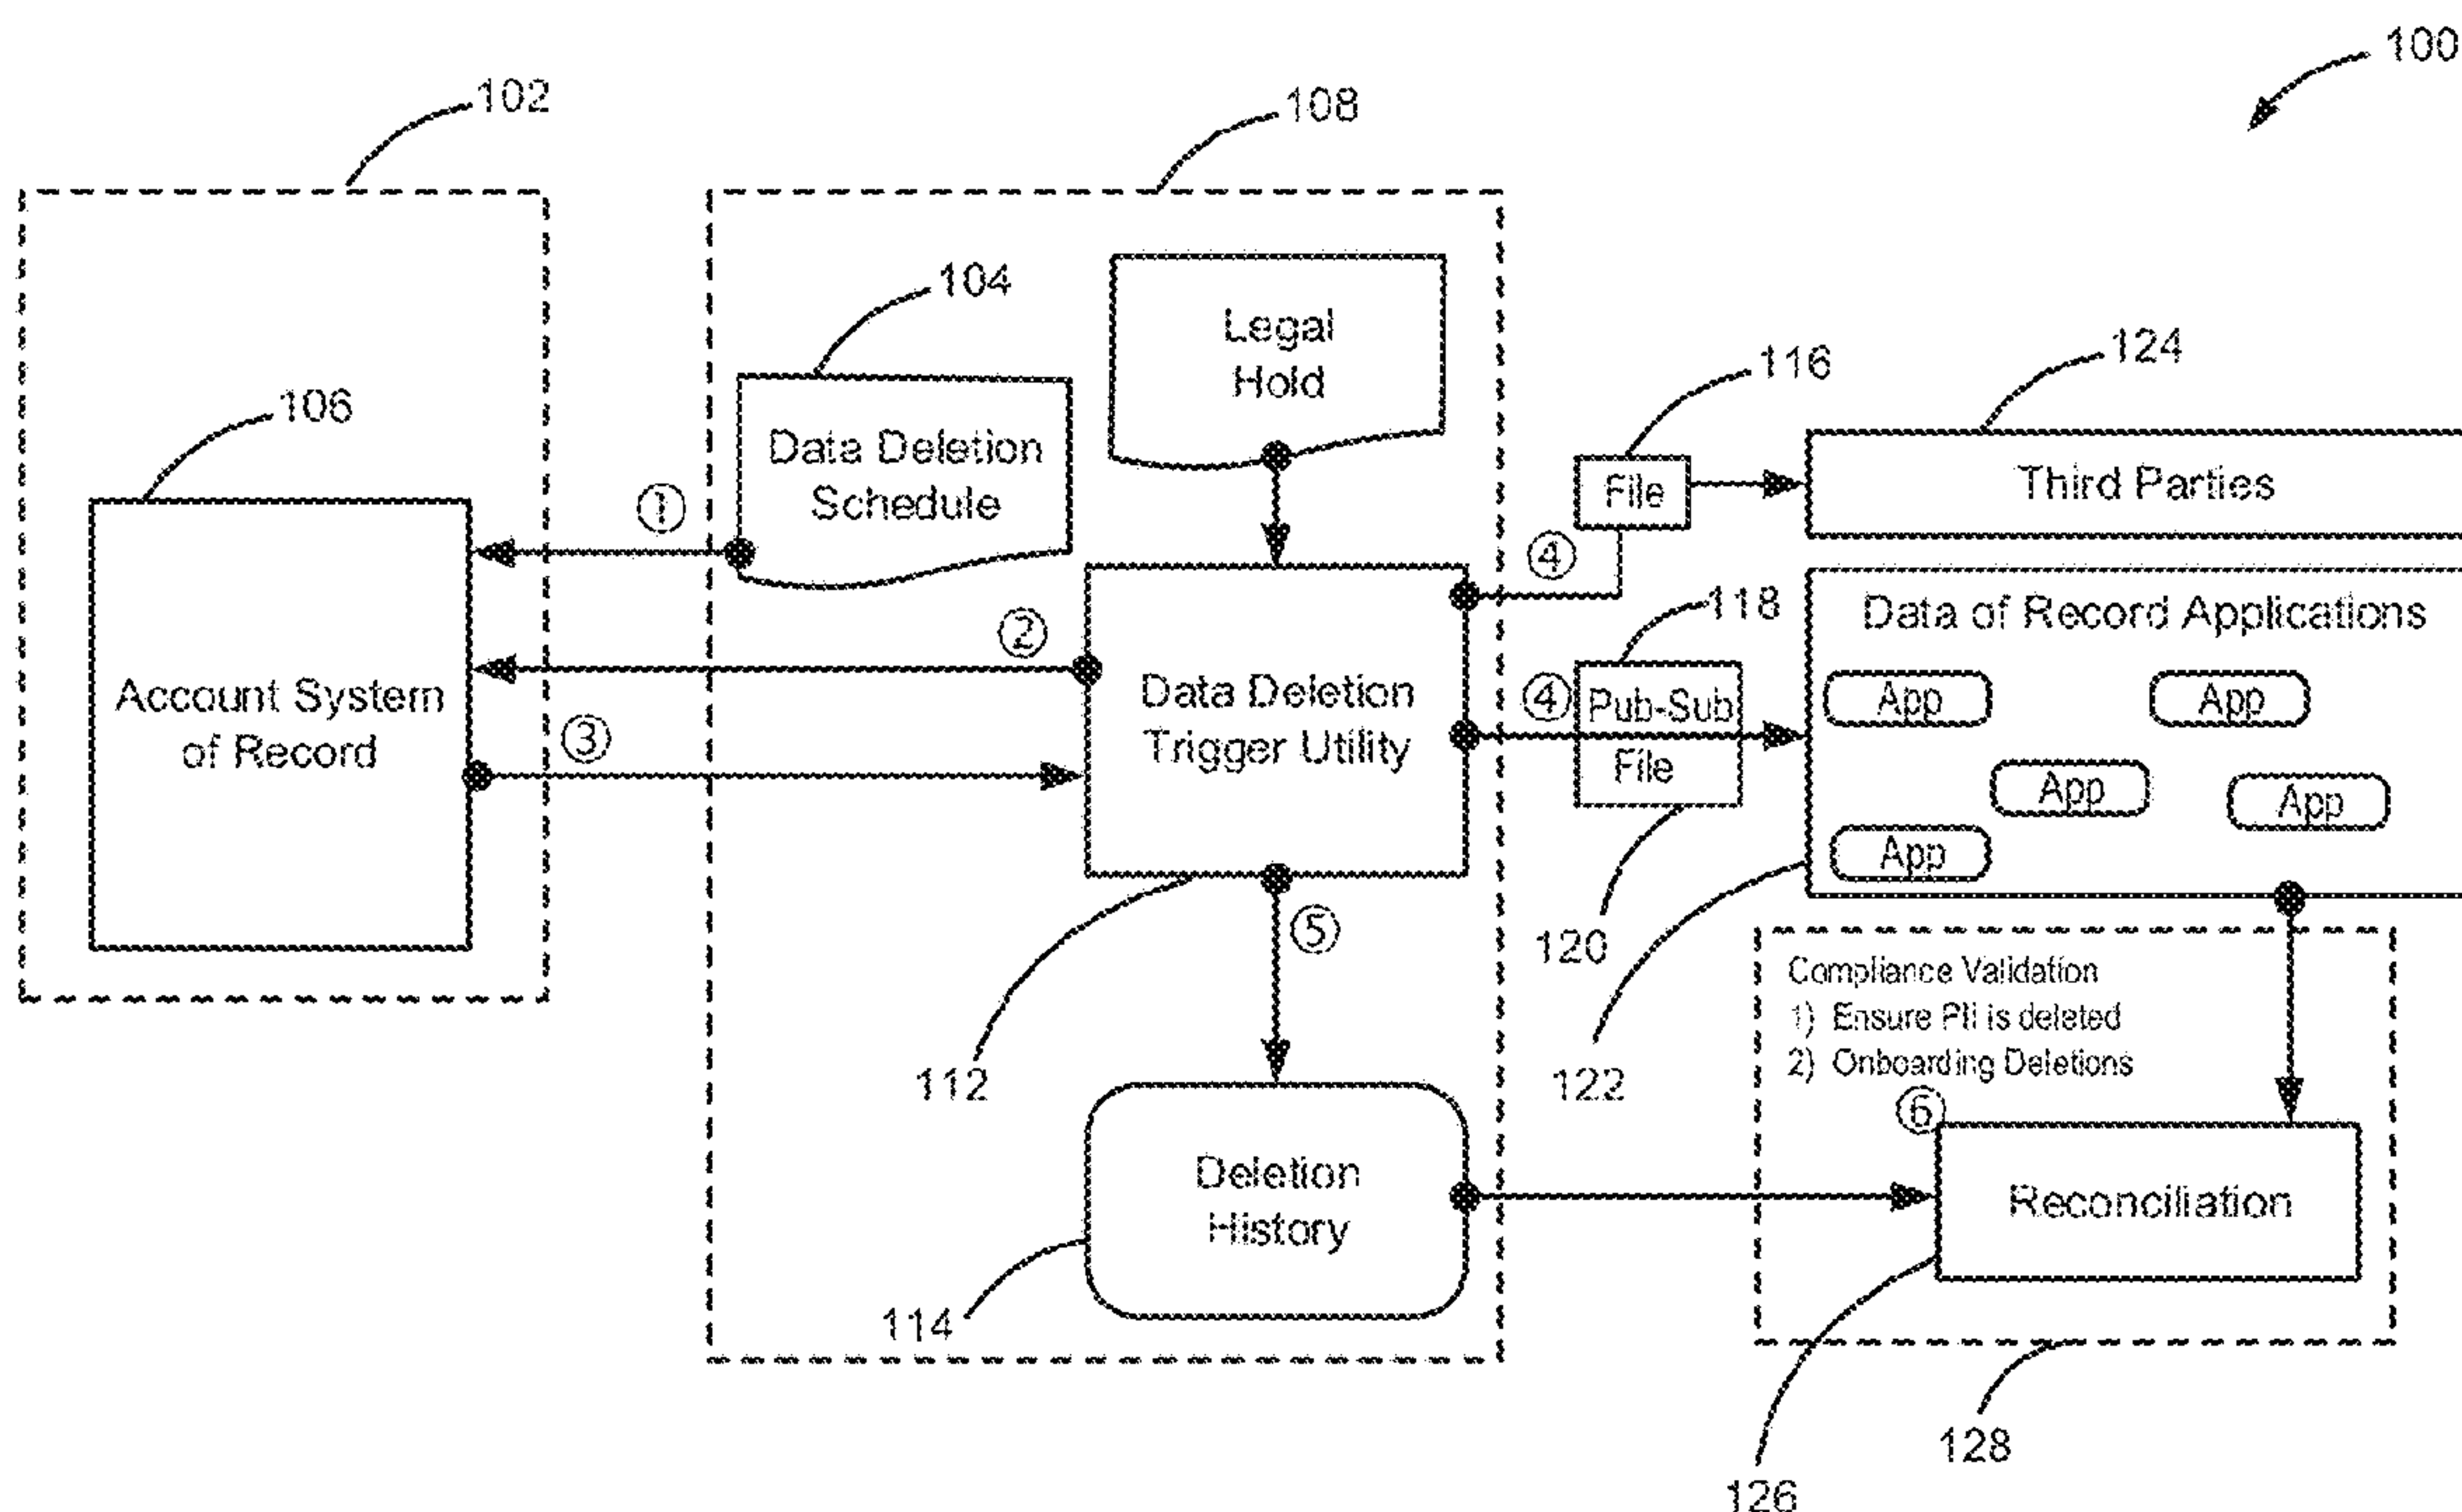 100
102
108
104
Legal
Hold
116
124
106
Data Deletion
Schedule
①
File
Third Parties
④
②
118
Data of Record Applications
Account System
of Record
③
Data Deletion
Trigger Utility
④
Pub-Sub
File
App
App
App
App
App
⑤
120
112
122
Compliance Validation
1) Ensure PII is deleted
2) Onboarding Deletions
⑥
Deletion
History
Reconciliation
114
128
126